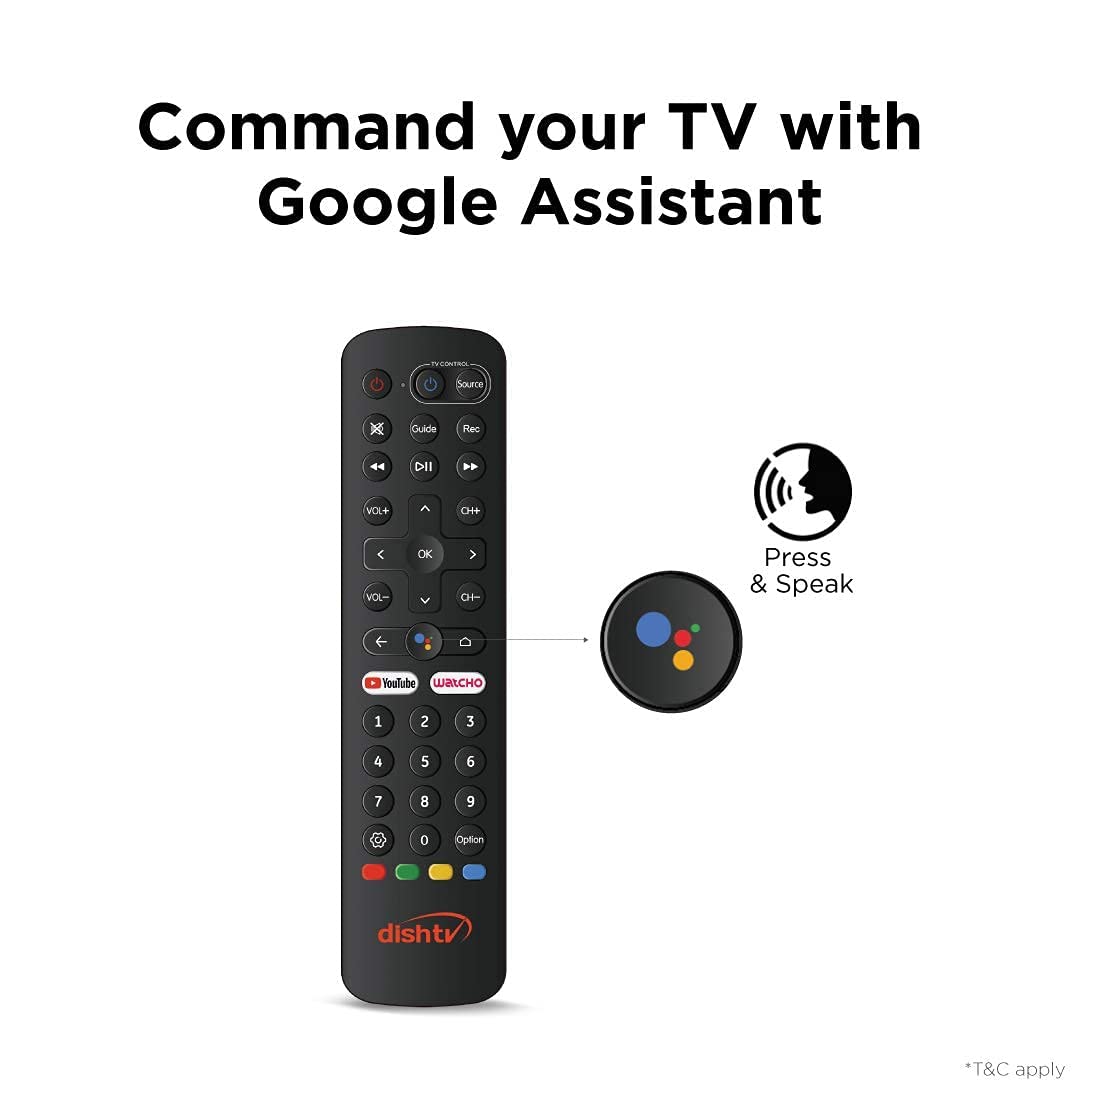 Command your TV with
Google Assistant
TV CONTROL
Source
Guide Rec
VOL+ CH+
OK
VOL- CH-
YouTube WATCHO
1 2 3
4 5 6
7 8 9
0 Option
dishtv
Press
& Speak
*T&C apply